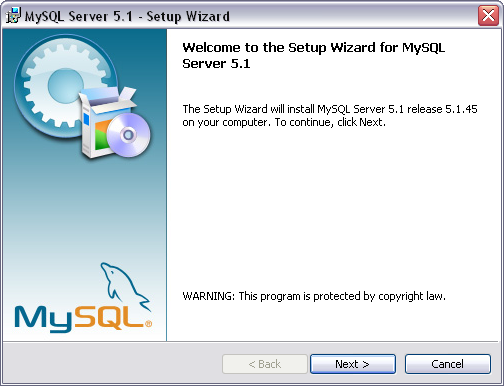 MySQL Server 5.1 - Setup Wizard
Welcome to the Setup Wizard for MySQL
Server 5.1
The Setup Wizard will install MySQL Server 5.1 release 5.1.45
on your computer. To continue, click Next.
WARNING: This program is protected by copyright law.
MySQL®
< Back
Next >
Cancel